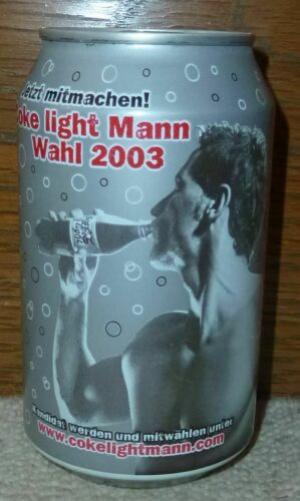 Jetzt mitmachen!
Coke light Mann
Wahl 2003
Kandidat werden und mitwählen unter
www.cokelightmann.com